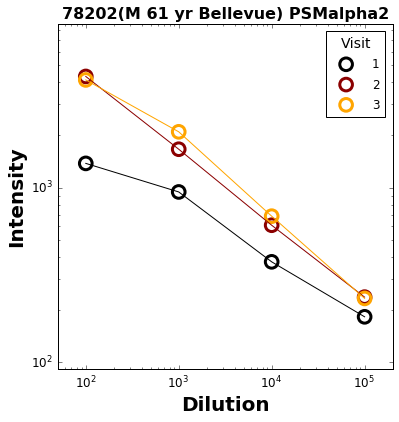 78202(M 61 yr Bellevue) PSMalpha2
Visit
1
2
3
Intensity
10³
10²
10² 10³ 10⁴ 10⁵
Dilution